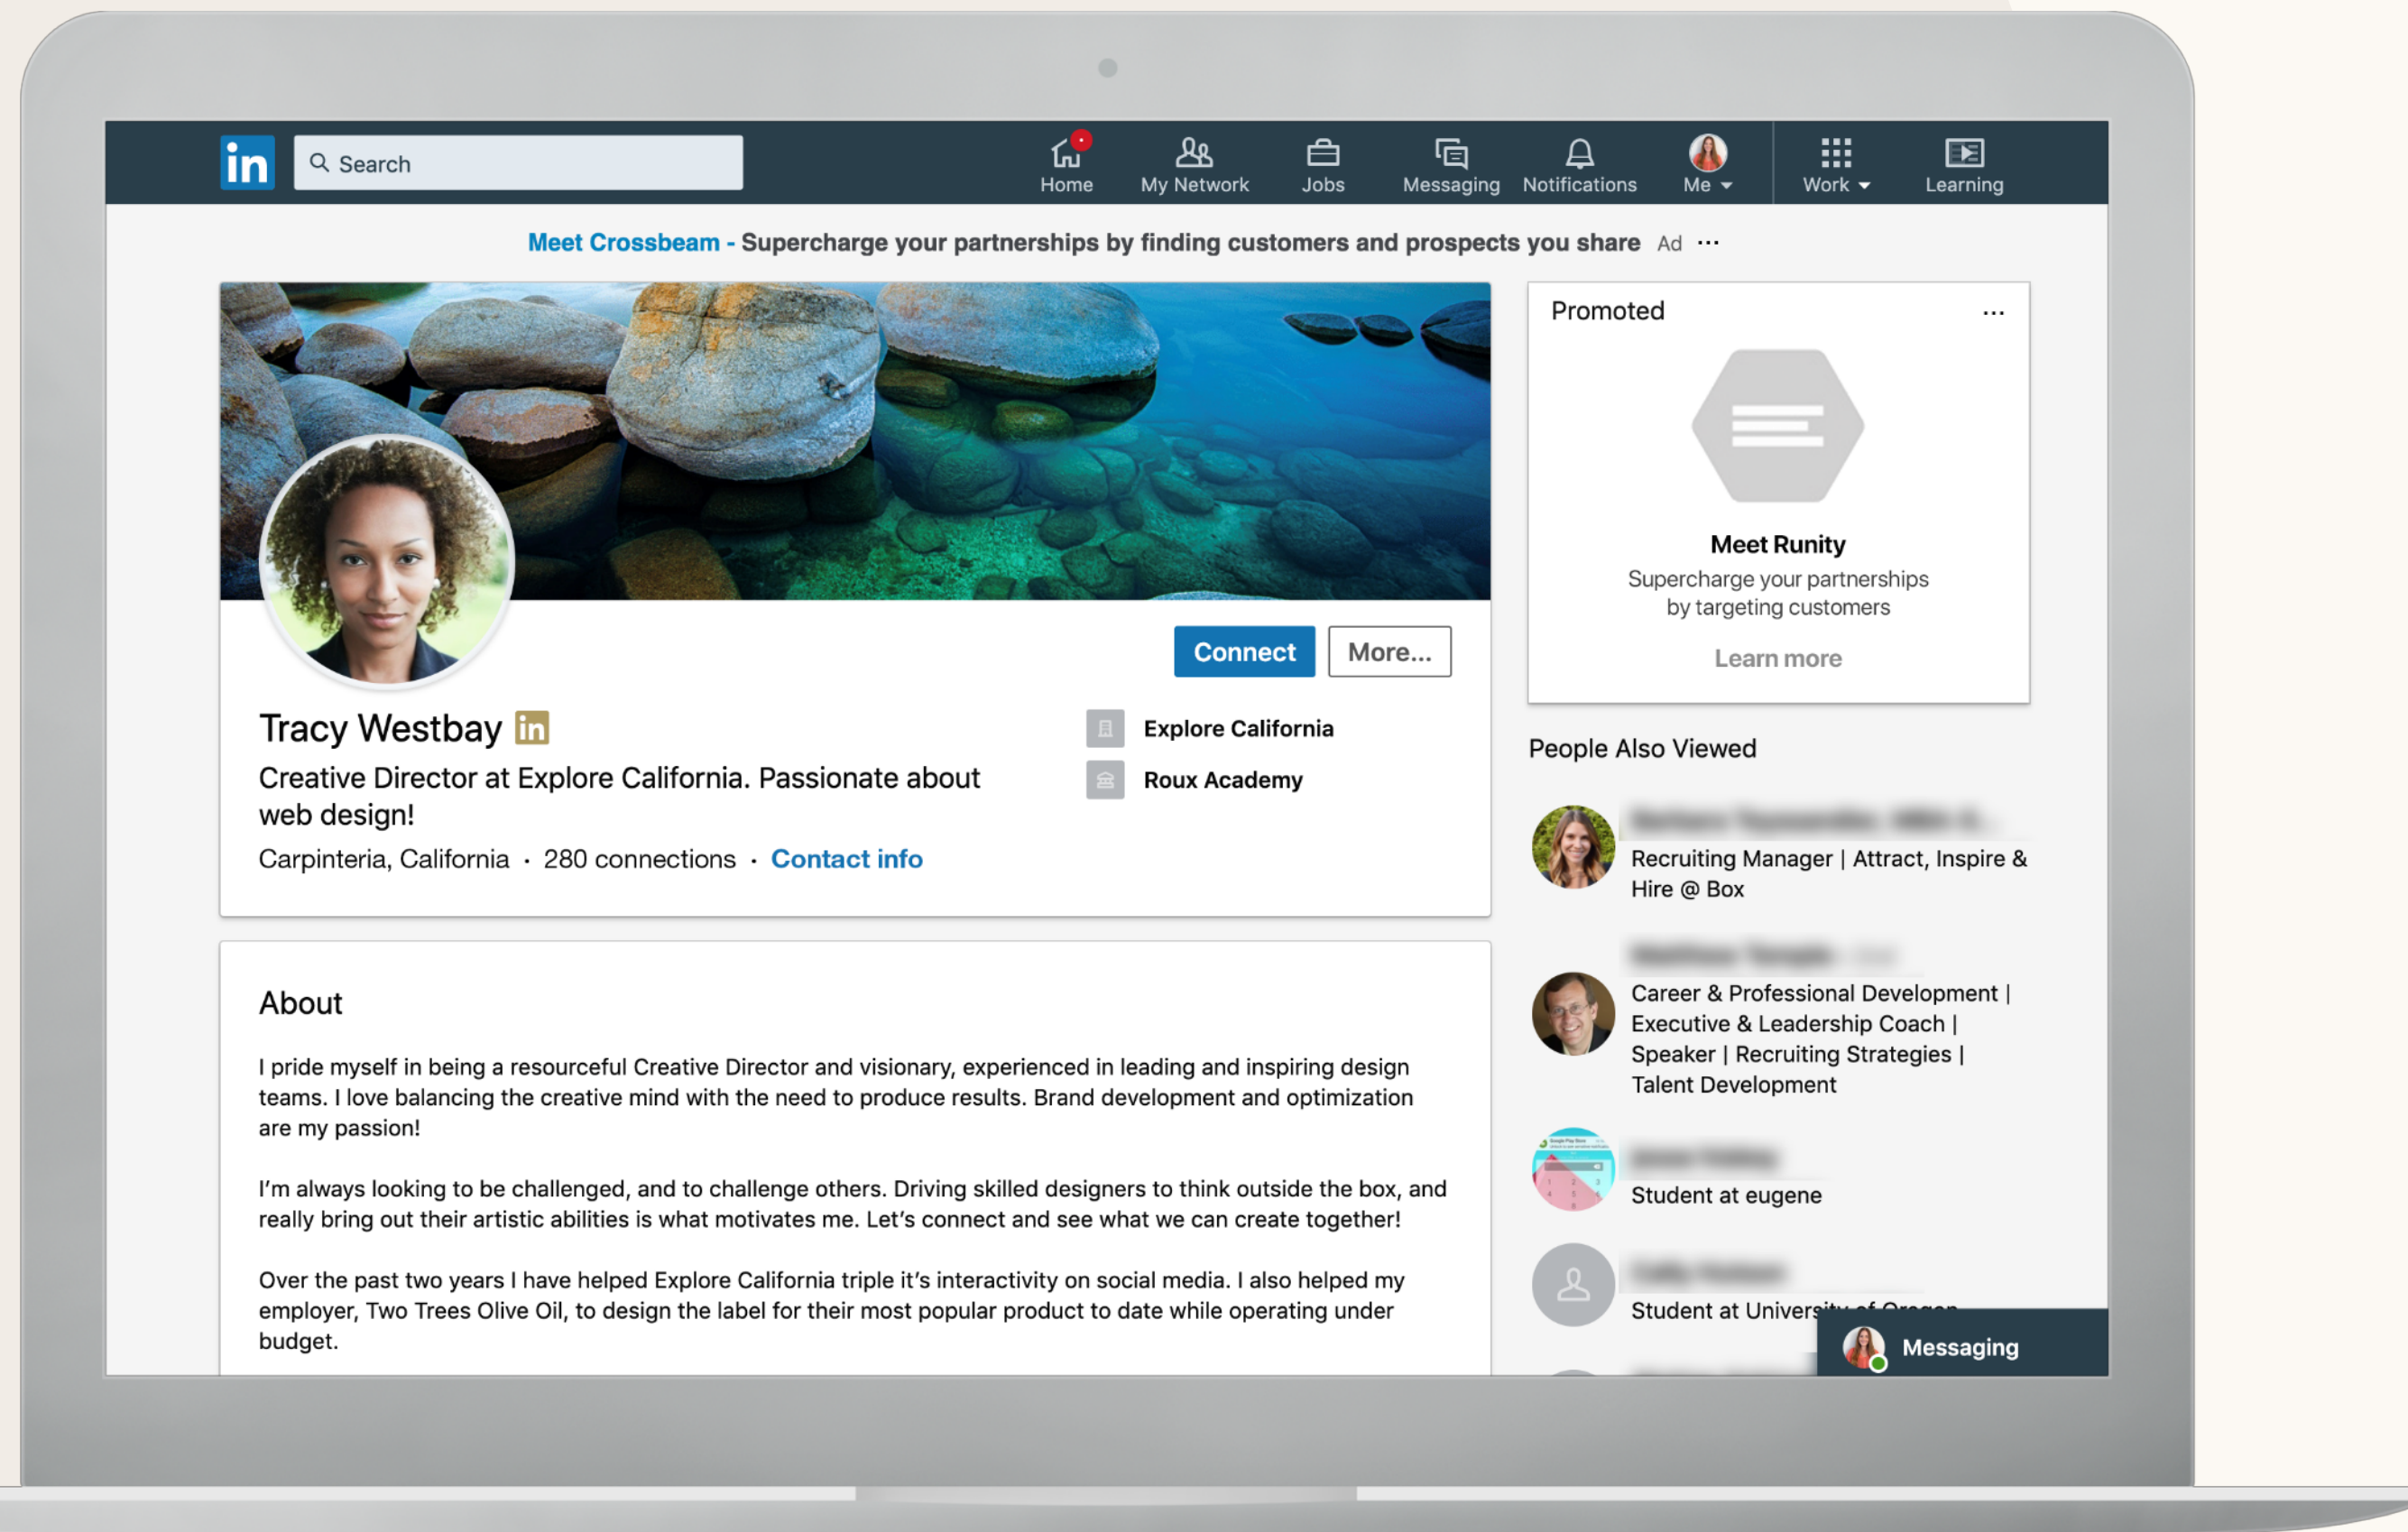 in
Search
Home
My Network
Jobs
Messaging
Notifications
Me
Work
Learning
Meet Crossbeam - Supercharge your partnerships by finding customers and prospects you share Ad ...
Connect
More...
Tracy Westbay in
Creative Director at Explore California. Passionate about
web design!
Carpinteria, California · 280 connections · Contact info
Explore California
Roux Academy
About
I pride myself in being a resourceful Creative Director and visionary, experienced in leading and inspiring design
teams. I love balancing the creative mind with the need to produce results. Brand development and optimization
are my passion!
I'm always looking to be challenged, and to challenge others. Driving skilled designers to think outside the box, and
really bring out their artistic abilities is what motivates me. Let's connect and see what we can create together!
Over the past two years I have helped Explore California triple it's interactivity on social media. I also helped my
employer, Two Trees Olive Oil, to design the label for their most popular product to date while operating under
budget.
Promoted ...
Meet Runity
Supercharge your partnerships
by targeting customers
Learn more
People Also Viewed
Recruiting Manager | Attract, Inspire &
Hire @ Box
Career & Professional Development |
Executive & Leadership Coach |
Speaker | Recruiting Strategies |
Talent Development
Student at eugene
Student at University of Oregon
Messaging